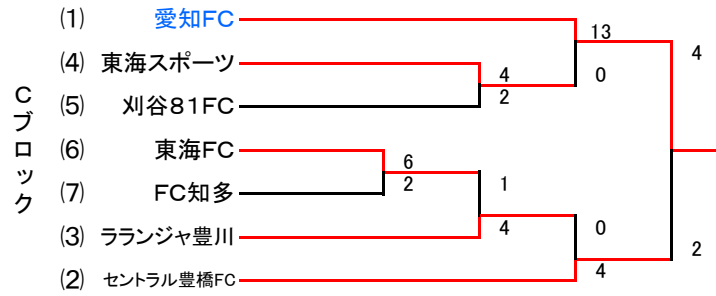 Cブロック
(1) 愛知FC
(4) 東海スポーツ
(5) 刈谷81FC
(6) 東海FC
(7) FC知多
(3) ラランジャ豊川
(2) セントラル豊橋FC
13
0
4
2
6
2
1
4
0
4
4
2